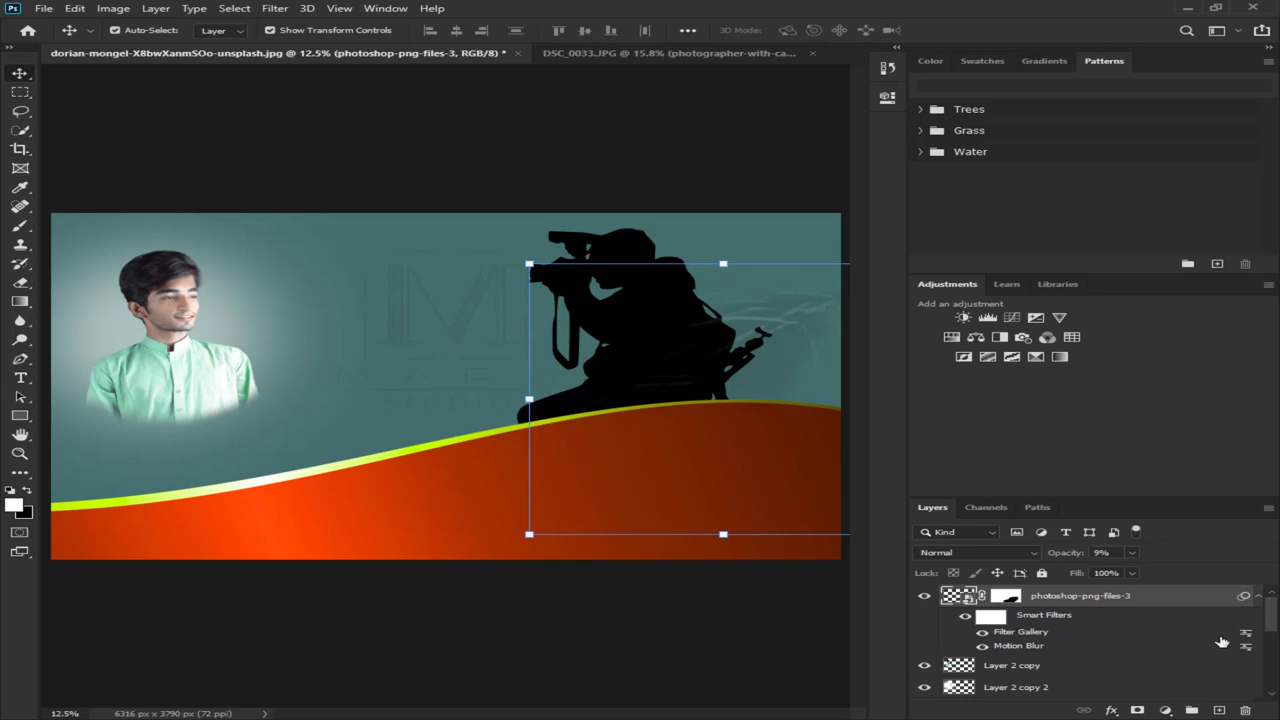 Ps File Edit Image Layer Type Select Filter 3D View Window Help
Auto-Select: Layer Show Transform Controls ••• 3D Mode:
dorian-mongel-X8bwXanmSOo-unsplash.jpg @ 12.5% (photoshop-png-files-3, RGB/8) * × DSC_0033.JPG @ 15.8% (photographer-with-ca... ×
Color Swatches Gradients Patterns
Trees
Grass
Water
Adjustments Learn Libraries
Add an adjustment
M
STUDIO
Layers Channels Paths
Kind
Normal Opacity: 9%
Lock: Fill: 100%
photoshop-png-files-3
Smart Filters
Filter Gallery
Motion Blur
Layer 2 copy
Layer 2 copy 2
12.5% 6316 px x 3790 px (72 ppi)